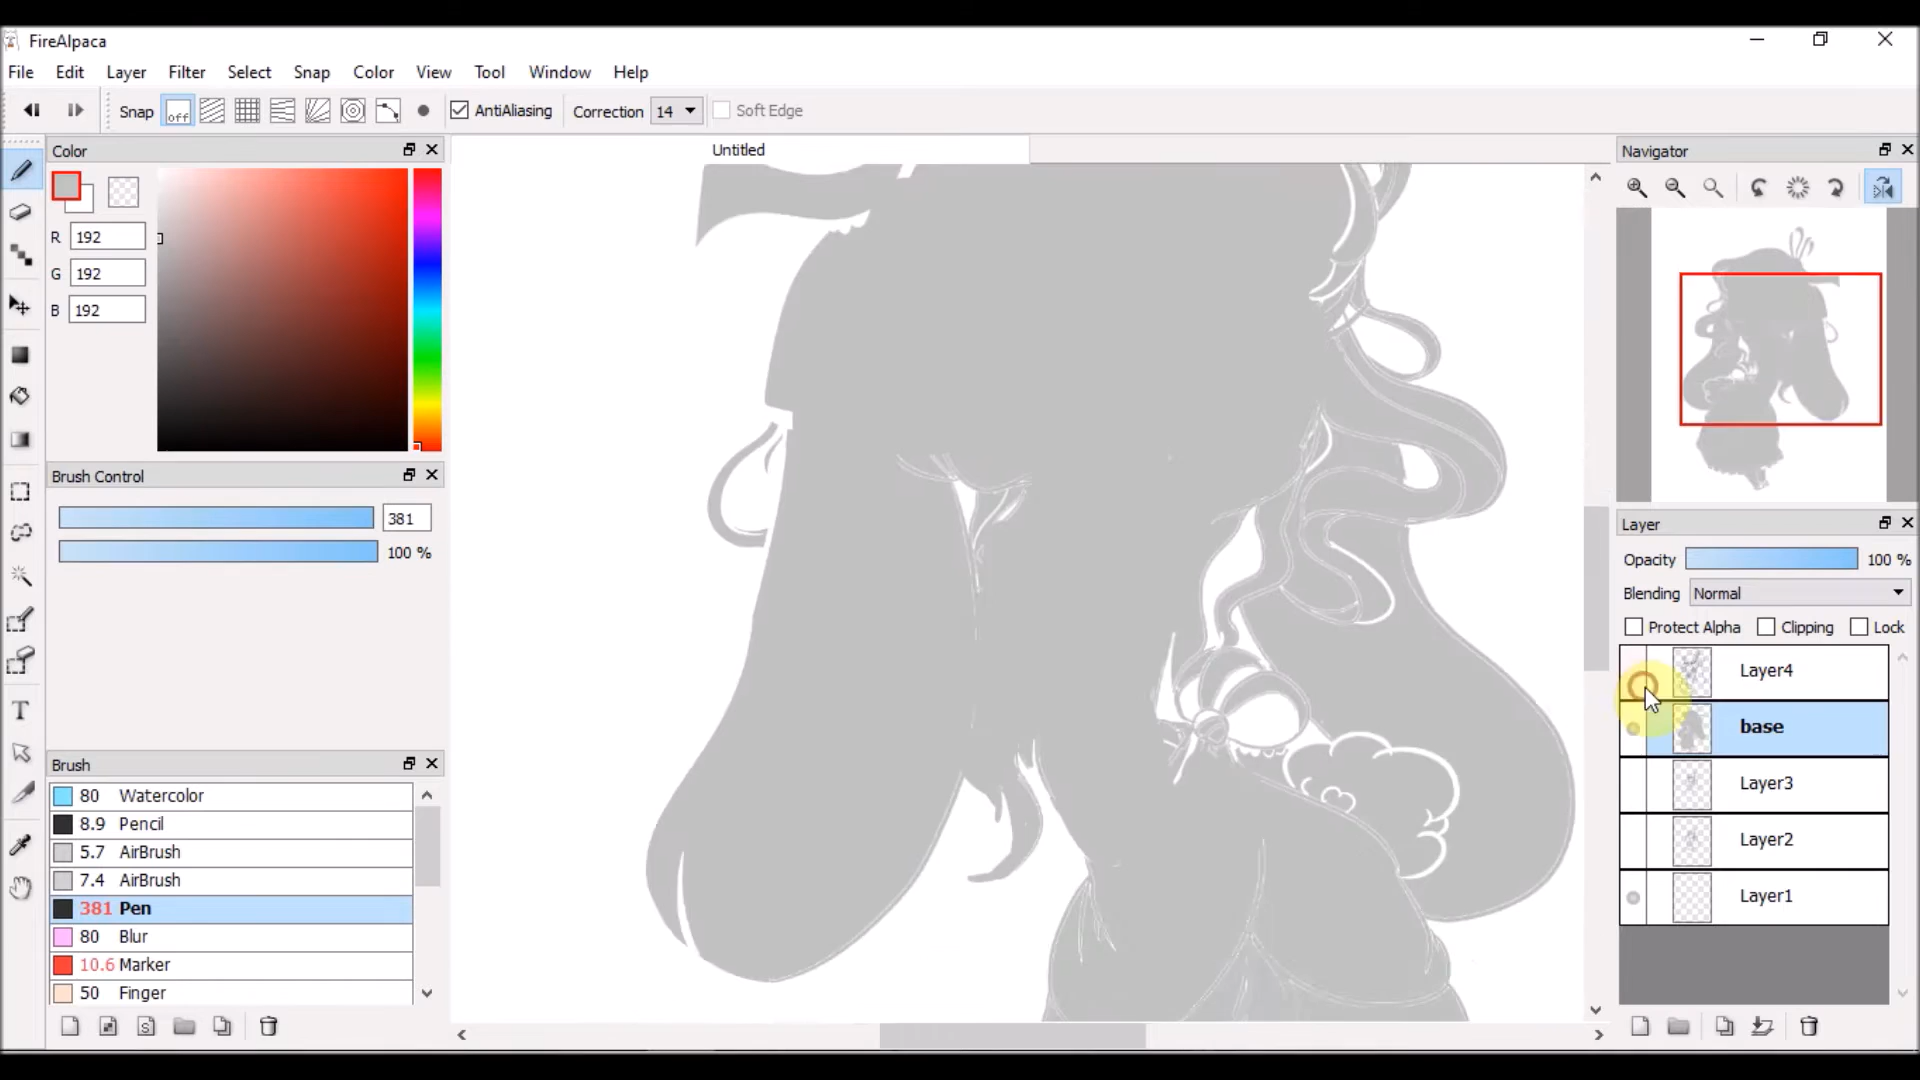 FireAlpaca
File Edit Layer Filter Select Snap Color View Tool Window Help
Snap off AntiAliasing Correction 14 Soft Edge
Color
R 192
G 192
B 192
Brush Control
381
100 %
Brush
80 Watercolor
8.9 Pencil
5.7 AirBrush
7.4 AirBrush
381 Pen
80 Blur
10.6 Marker
50 Finger
Untitled
Navigator
Layer
Opacity 100 %
Blending Normal
Protect Alpha Clipping Lock
Layer4
base
Layer3
Layer2
Layer1